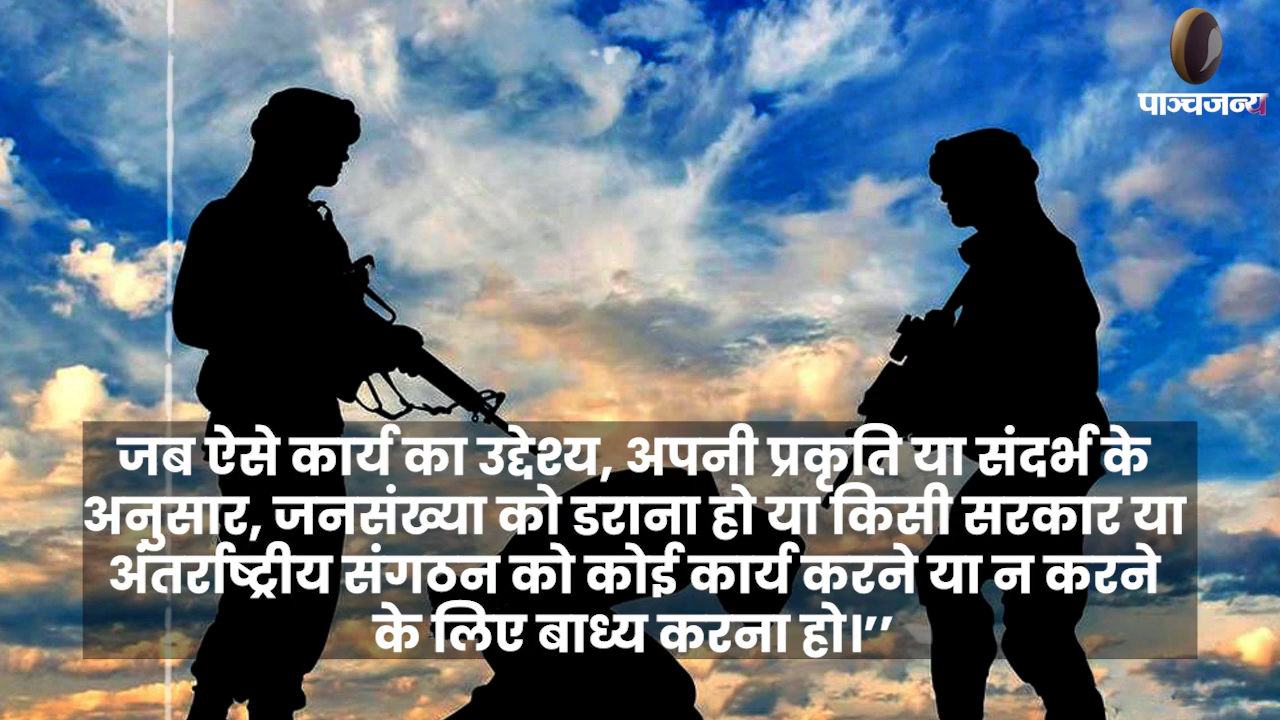 पाञ्चजन्य
जब ऐसे कार्य का उद्देश्य, अपनी प्रकृति या संदर्भ के
अनुसार, जनसंख्या को डराना हो या किसी सरकार या
अंतर्राष्ट्रीय संगठन को कोई कार्य करने या न करने
के लिए बाध्य करना हो।’’